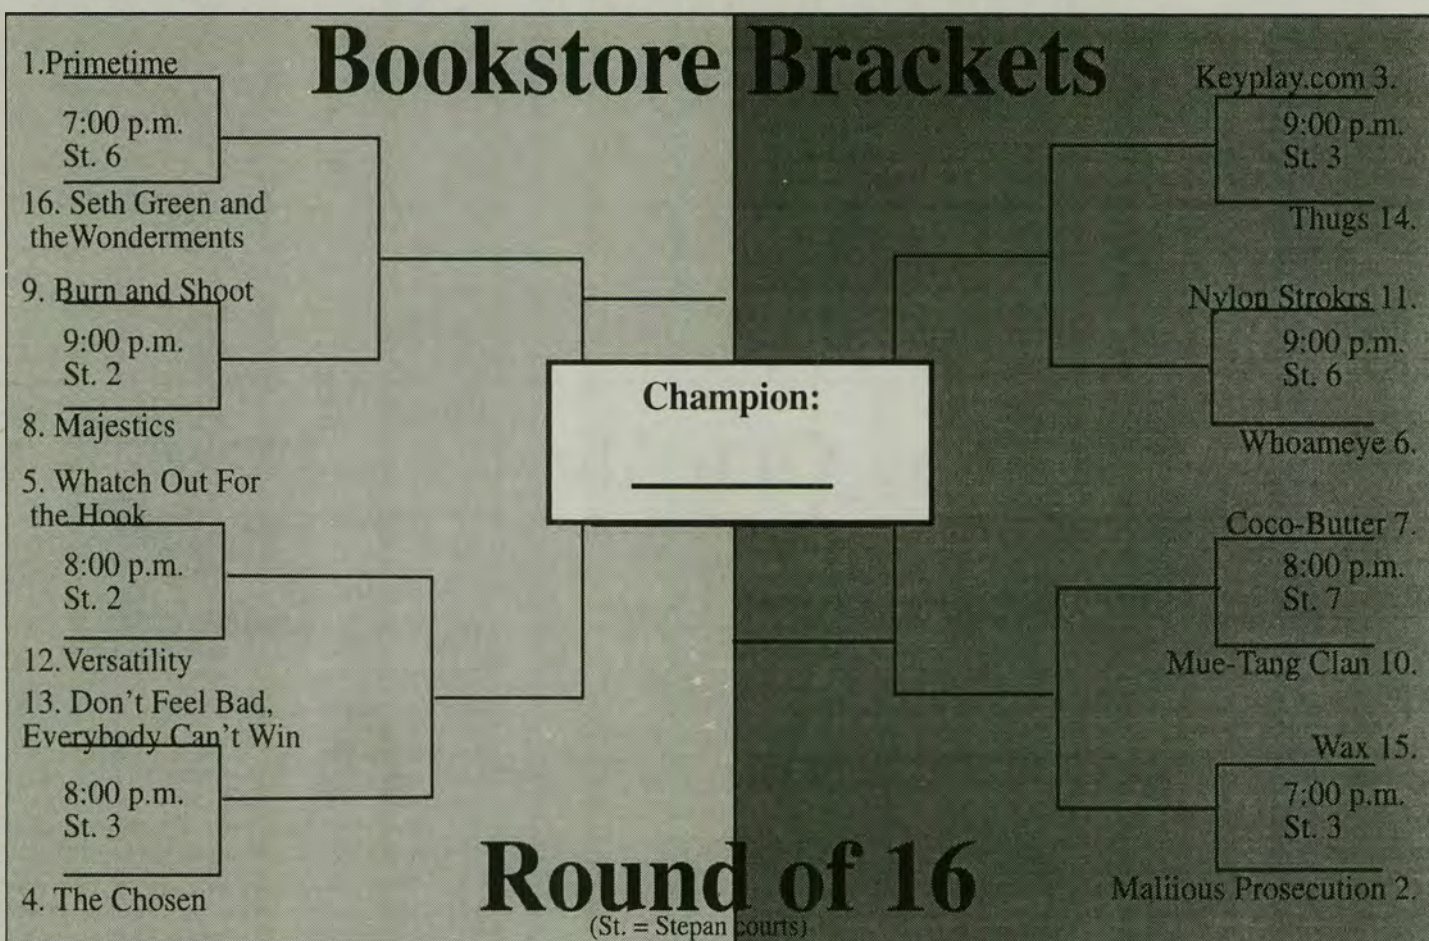 Bookstore Brackets
1.Primetime
7:00 p.m.
St. 6
16. Seth Green and
the Wonderments
9. Burn and Shoot
9:00 p.m.
St. 2
8. Majestics
5. Whatch Out For
the Hook
8:00 p.m.
St. 2
12. Versatility
13. Don't Feel Bad,
Everybody Can't Win
8:00 p.m.
St. 3
4. The Chosen
Champion:
Keyplay.com 3.
9:00 p.m.
St. 3
Thugs 14.
Nylon Strokrs 11.
9:00 p.m.
St. 6
Whoameye 6.
Coco-Butter 7.
8:00 p.m.
St. 7
Mue-Tang Clan 10.
Wax 15.
7:00 p.m.
St. 3
Maliious Prosecution 2.
Round of 16
(St. = Stepan courts)